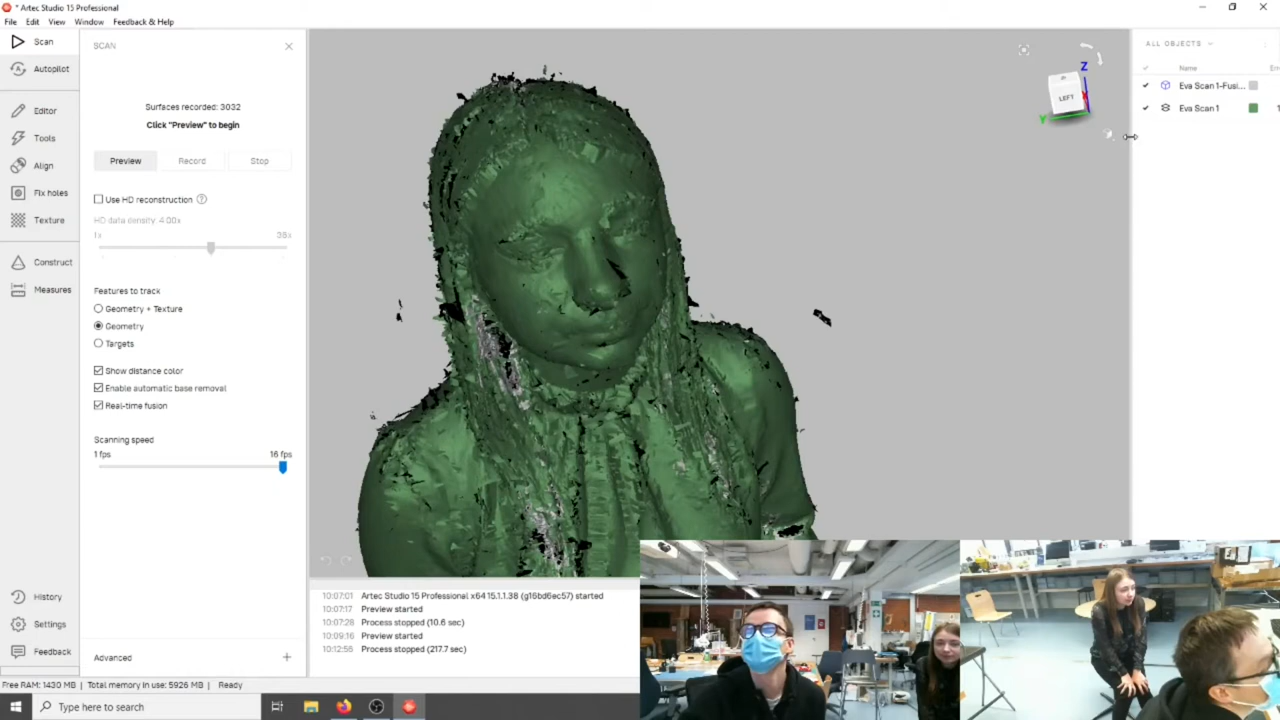 * Artec Studio 15 Professional
File Edit View Window Feedback & Help
Scan
Autopilot
Editor
Tools
Align
Fix holes
Texture
Construct
Measures
History
Settings
Feedback
SCAN
Surfaces recorded: 3032
Click "Preview" to begin
Preview Record Stop
Use HD reconstruction ?
HD data density: 4.00x
1x
Features to track
Geometry + Texture
Geometry
Targets
Show distance color
Enable automatic base removal
Real-time fusion
Scanning speed
1 fps 16 fps
Advanced
Z
LEFT
X
Y
ALL OBJECTS
Name
Eva Scan 1-Fusi...
Eva Scan 1
10:07:01 Artec Studio 15 Professional x64 15.1.1.38 (g16bd6ec57) started
10:07:17 Preview started
10:07:28 Process stopped (10.6 sec)
10:09:16 Preview started
10:12:56 Process stopped (217.7 sec)
Free RAM: 1430 MB | Total memory in use: 5926 MB | Ready
Type here to search